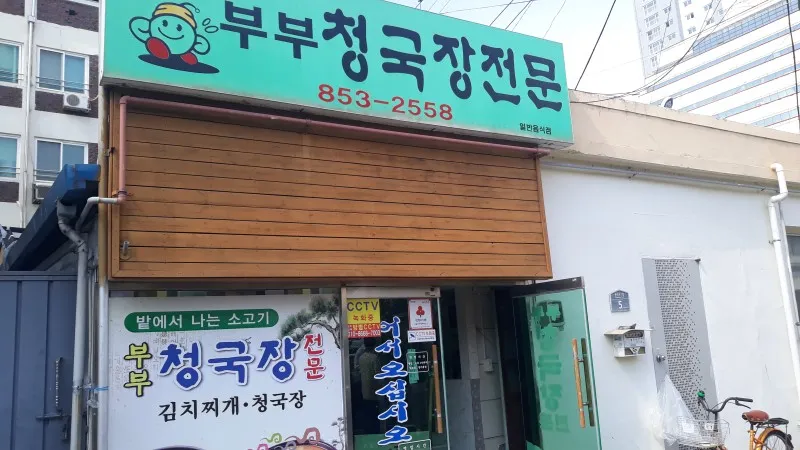 부부청국장전문
853-2558
일반음식점
밭에서 나는 소고기
부부 청국장 전문
김치찌개·청국장
CCTV
녹화중
어서오십시오